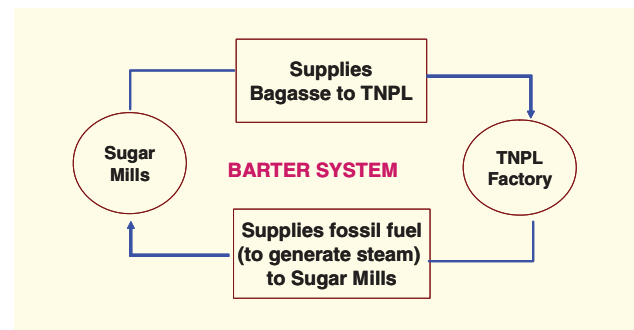 Supplies
Bagasse to TNPL
Sugar
Mills
BARTER SYSTEM
TNPL
Factory
Supplies fossil fuel
(to generate steam)
to Sugar Mills